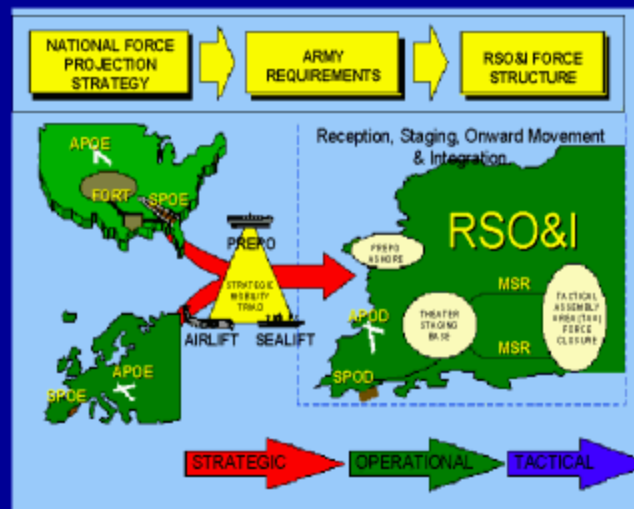 NATIONAL FORCE
PROJECTION
STRATEGY
ARMY
REQUIREMENTS
RSO&I FORCE
STRUCTURE
Reception, Staging, Onward Movement
& Integration
APOE
FORT
SPOE
PREPO
STRATEGIC
MOBILITY
TRIAD
AIRLIFT
SEALIFT
APOE
SPOE
RSO&I
PREPO
ASHORE
MSR
APOD
THEATER
STAGING
BASE
TACTICAL
ASSEMBLY
AREA (TAA)
FORCE
CLOSURE
MSR
SPOD
STRATEGIC
OPERATIONAL
TACTICAL